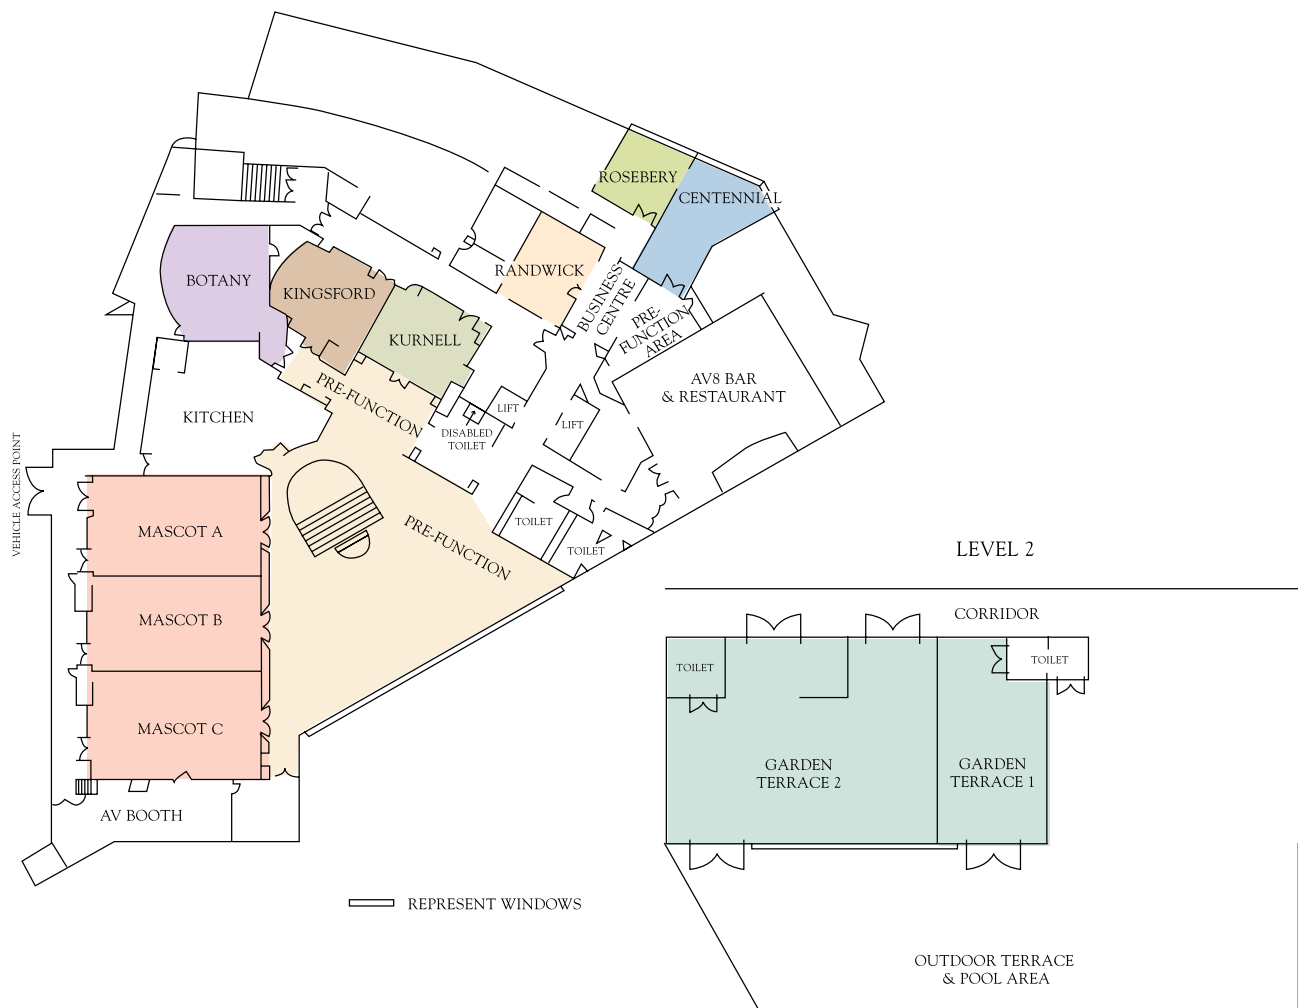 ROSEBERY
CENTENNIAL
RANDWICK
BOTANY
KINGSFORD
KURNELL
BUSINESS
CENTRE
PRE-
FUNCTION
AREA
AV8 BAR
& RESTAURANT
PRE-FUNCTION
LIFT
LIFT
DISABLED
TOILET
KITCHEN
VEHICLE ACCESS POINT
MASCOT A
TOILET
TOILET
PRE-FUNCTION
MASCOT B
MASCOT C
AV BOOTH
LEVEL 2
CORRIDOR
TOILET
TOILET
GARDEN
TERRACE 2
GARDEN
TERRACE 1
REPRESENT WINDOWS
OUTDOOR TERRACE
& POOL AREA